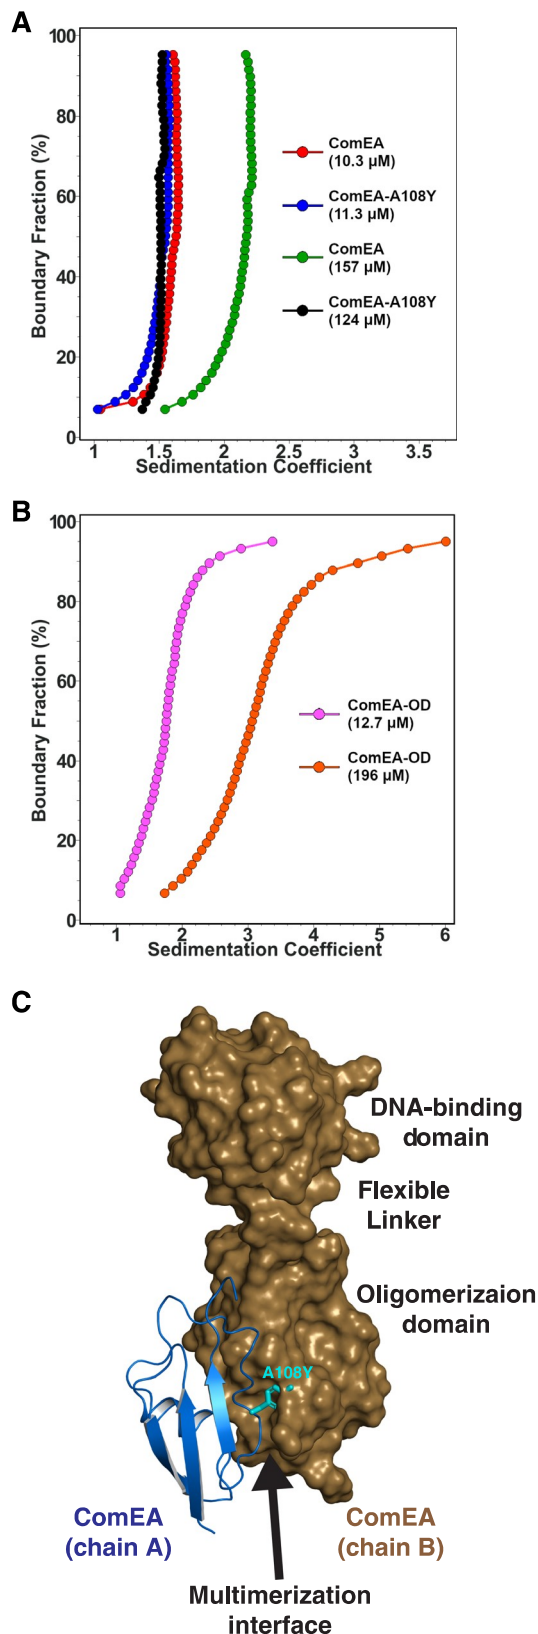 A
100
80
60
40
20
0
Boundary Fraction (%)
ComEA
(10.3 µM)
ComEA-A108Y
(11.3 µM)
ComEA
(157 µM)
ComEA-A108Y
(124 µM)
1
1.5
2
2.5
3
3.5
Sedimentation Coefficient
B
100
80
60
40
20
0
Boundary Fraction (%)
ComEA-OD
(12.7 µM)
ComEA-OD
(196 µM)
1
2
3
4
5
6
Sedimentation Coefficient
C
DNA-binding
domain
Flexible
Linker
Oligomerizaion
domain
A108Y
ComEA
(chain A)
ComEA
(chain B)
Multimerization
interface